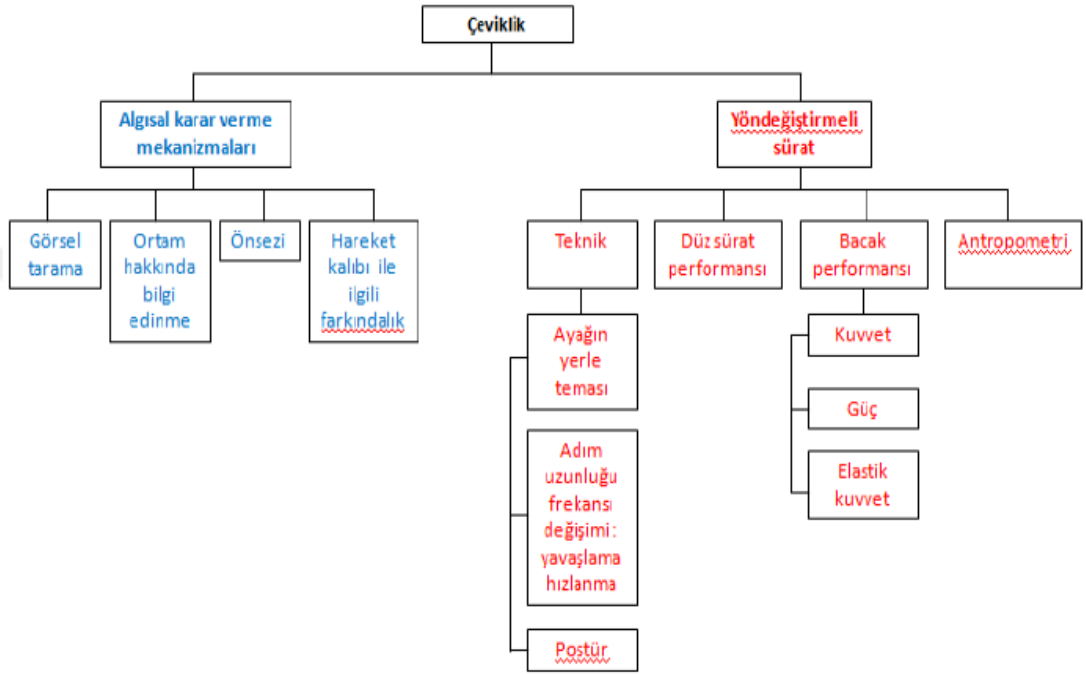 Çeviklik
Algısal karar verme
mekanizmaları
Yöndeğiştirmeli
sürat
Görsel
tarama
Ortam
hakkında
bilgi
edinme
Önsezi
Hareket
kalıbı ile
ilgili
farkındalık
Teknik
Düz sürat
performansı
Bacak
performansı
Antropometri
Ayağın
yerle
teması
Adım
uzunluğu
frekansı
değişimi:
yavaşlama
hızlanma
Postür
Kuvvet
Güç
Elastik
kuvvet